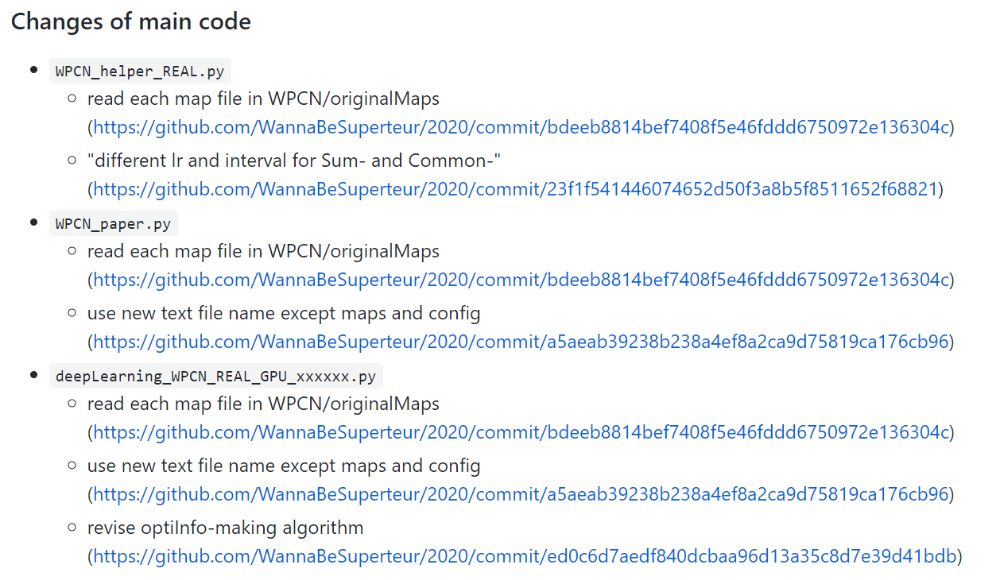 Changes of main code
WPCN_helper_REAL.py
read each map file in WPCN/originalMaps
(https://github.com/WannaBeSuperteur/2020/commit/bdeeb8814bef7408f5e46fddd6750972e136304c)
"different lr and interval for Sum- and Common-"
(https://github.com/WannaBeSuperteur/2020/commit/23f1f541446074652d50f3a8b5f8511652f68821)
WPCN_paper.py
read each map file in WPCN/originalMaps
(https://github.com/WannaBeSuperteur/2020/commit/bdeeb8814bef7408f5e46fddd6750972e136304c)
use new text file name except maps and config
(https://github.com/WannaBeSuperteur/2020/commit/a5aeab39238b238a4ef8a2ca9d75819ca176cb96)
deepLearning_WPCN_REAL_GPU_xxxxxx.py
read each map file in WPCN/originalMaps
(https://github.com/WannaBeSuperteur/2020/commit/bdeeb8814bef7408f5e46fddd6750972e136304c)
use new text file name except maps and config
(https://github.com/WannaBeSuperteur/2020/commit/a5aeab39238b238a4ef8a2ca9d75819ca176cb96)
revise optiInfo-making algorithm
(https://github.com/WannaBeSuperteur/2020/commit/ed0c6d7aedf840dcbaa96d13a35c8d7e39d41bdb)